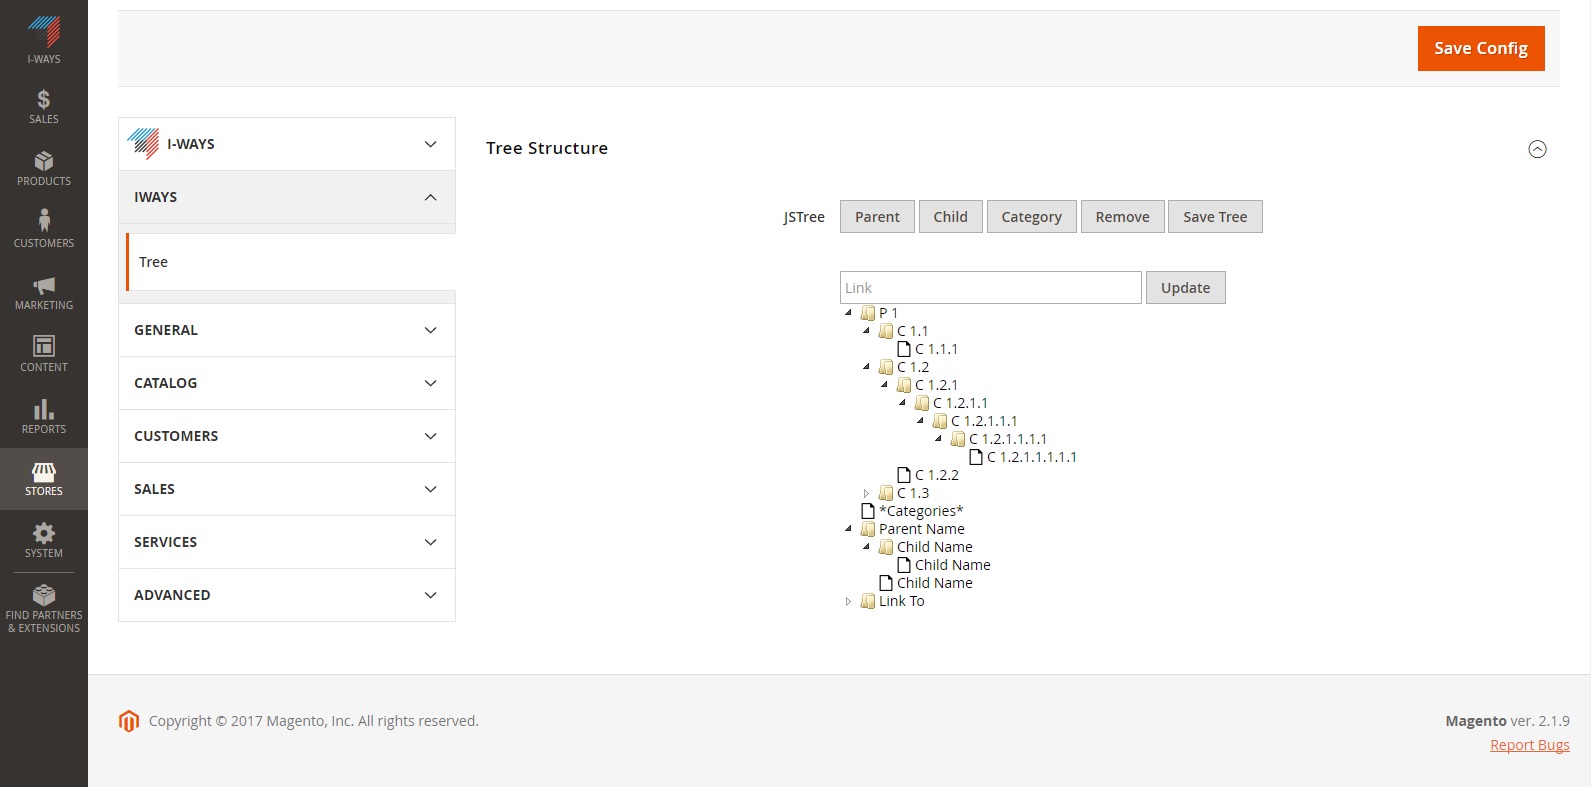 I-WAYS
SALES
PRODUCTS
CUSTOMERS
MARKETING
CONTENT
REPORTS
STORES
SYSTEM
FIND PARTNERS
& EXTENSIONS
Save Config
I-WAYS
IWAYS
Tree
GENERAL
CATALOG
CUSTOMERS
SALES
SERVICES
ADVANCED
Tree Structure
JSTree Parent Child Category Remove Save Tree
Link Update
P 1
C 1.1
C 1.1.1
C 1.2
C 1.2.1
C 1.2.1.1
C 1.2.1.1.1
C 1.2.1.1.1.1
C 1.2.1.1.1.1.1
C 1.2.2
C 1.3
*Categories*
Parent Name
Child Name
Child Name
Child Name
Link To
Copyright © 2017 Magento, Inc. All rights reserved.
Magento ver. 2.1.9
Report Bugs